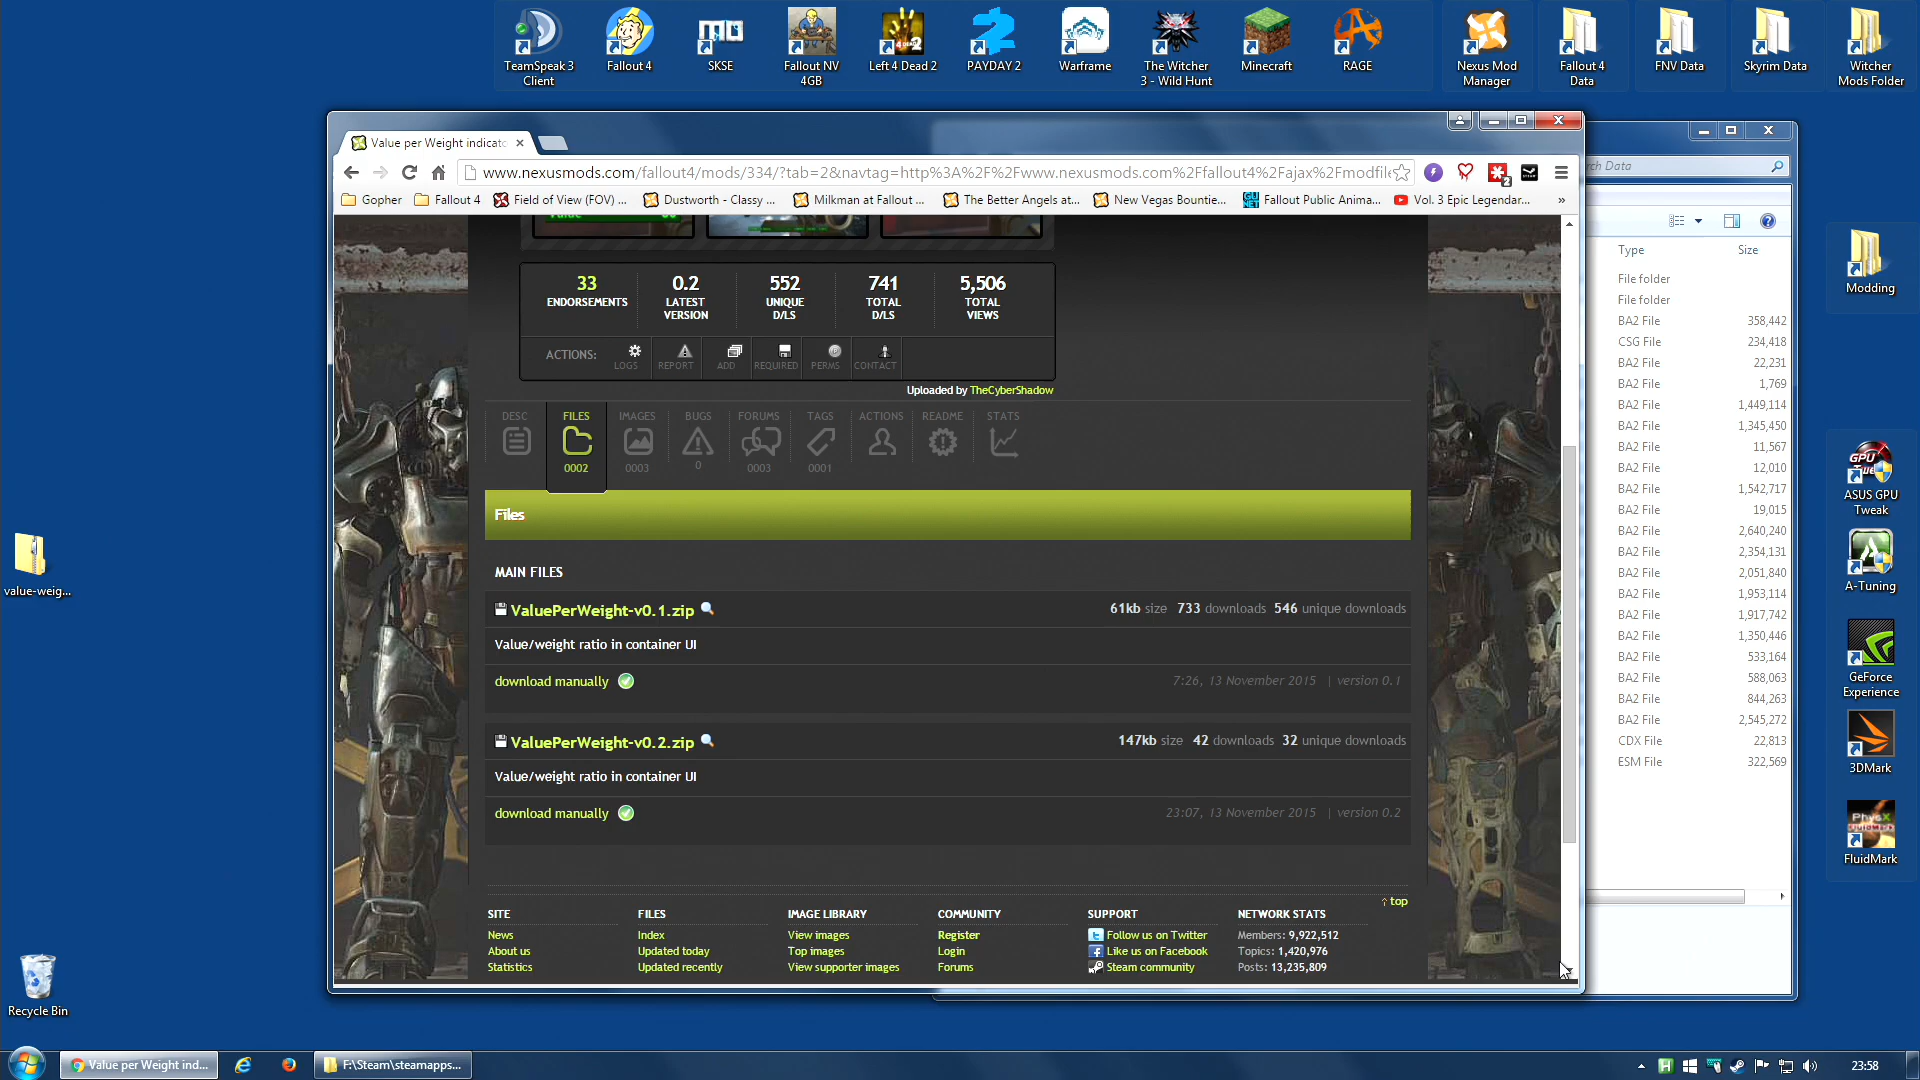 TeamSpeak 3
Client
Fallout 4
SKSE
Fallout NV
4GB
Left 4 Dead 2
PAYDAY 2
Warframe
The Witcher
3 - Wild Hunt
Minecraft
RAGE
Nexus Mod
Manager
Fallout 4
Data
FNV Data
Skyrim Data
Witcher
Mods Folder
Value per Weight indicato
www.nexusmods.com/fallout4/mods/334/?tab=2&navtag=http%3A%2F%2Fwww.nexusmods.com%2Ffallout4%2Fajax%2Fmodfile
2
Gopher
Fallout 4
Field of View (FOV) ...
Dustworth - Classy ...
Milkman at Fallout ...
The Better Angels at...
New Vegas Bountie...
Fallout Public Anima...
Vol. 3 Epic Legendar...
»
33
ENDORSEMENTS
0.2
LATEST
VERSION
552
UNIQUE
D/LS
741
TOTAL
D/LS
5,506
TOTAL
VIEWS
ACTIONS:
LOGS
REPORT
ADD
REQUIRED
PERMS
CONTACT
Uploaded by TheCyberShadow
DESC
FILES
0002
IMAGES
0003
BUGS
0
FORUMS
0003
TAGS
0001
ACTIONS
README
STATS
Files
MAIN FILES
ValuePerWeight-v0.1.zip
61kb size 733 downloads 546 unique downloads
Value/weight ratio in container UI
download manually
7:26, 13 November 2015 | version 0.1
ValuePerWeight-v0.2.zip
147kb size 42 downloads 32 unique downloads
Value/weight ratio in container UI
download manually
23:07, 13 November 2015 | version 0.2
top
SITE
News
About us
Statistics
FILES
Index
Updated today
Updated recently
IMAGE LIBRARY
View images
Top images
View supporter images
COMMUNITY
Register
Login
Forums
SUPPORT
Follow us on Twitter
Like us on Facebook
Steam community
NETWORK STATS
Members: 9,922,512
Topics: 1,420,976
Posts: 13,235,809
rch Data
Type Size
File folder
File folder
BA2 File 358,442
CSG File 234,418
BA2 File 22,231
BA2 File 1,769
BA2 File 1,449,114
BA2 File 1,345,450
BA2 File 11,567
BA2 File 12,010
BA2 File 1,542,717
BA2 File 19,015
BA2 File 2,640,240
BA2 File 2,354,131
BA2 File 2,051,840
BA2 File 1,953,114
BA2 File 1,917,742
BA2 File 1,350,446
BA2 File 533,164
BA2 File 588,063
BA2 File 844,263
BA2 File 2,545,272
CDX File 22,813
ESM File 322,569
Modding
ASUS GPU
Tweak
A-Tuning
GeForce
Experience
3DMark
FluidMark
value-weig...
Recycle Bin
Value per Weight ind...
F:\Steam\steamapps...
23:58